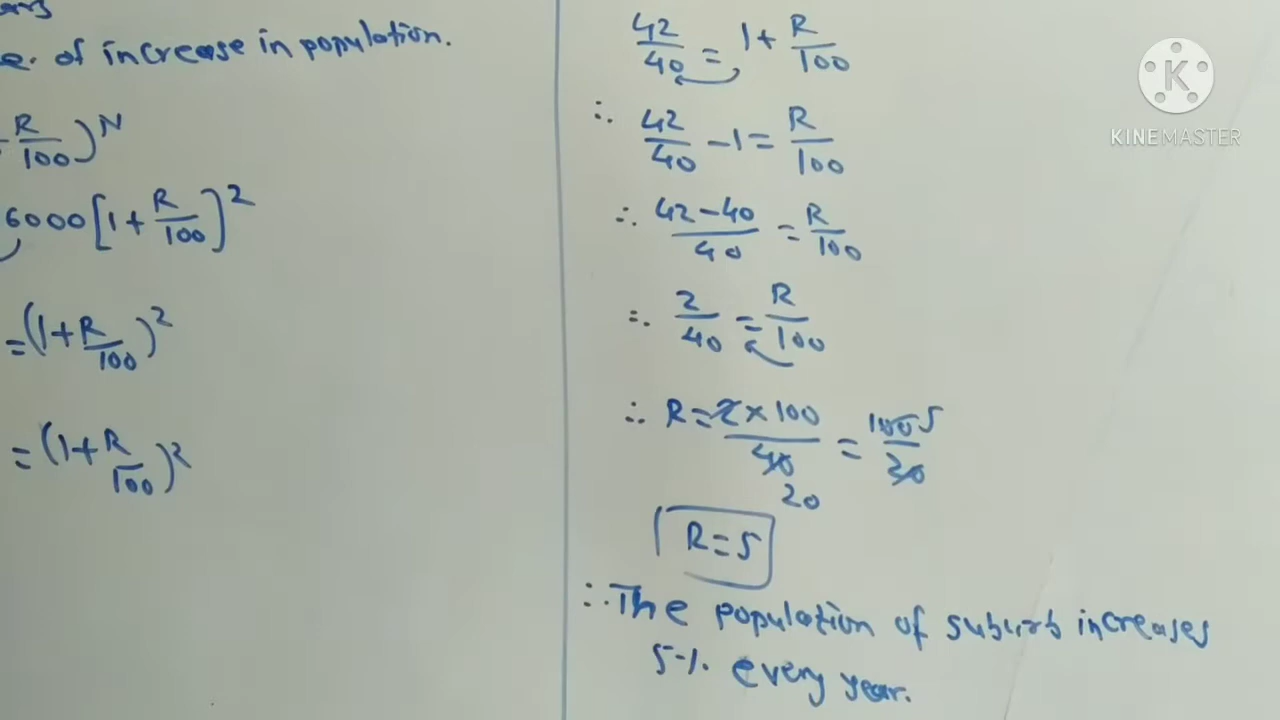 of increase in population.
R/100)^N
6000[1+R/100]^2
=(1+R/100)^2
=(1+R/100)^2
42/40 = 1+R/100
∴ 42/40 - 1 = R/100
∴ 42-40/40 = R/100
∴ 2/40 = R/100
∴ R = 2×100/40 = 100 5/20
20
R=5
∴ The population of suburb increases
5% every year.
KINEMASTER